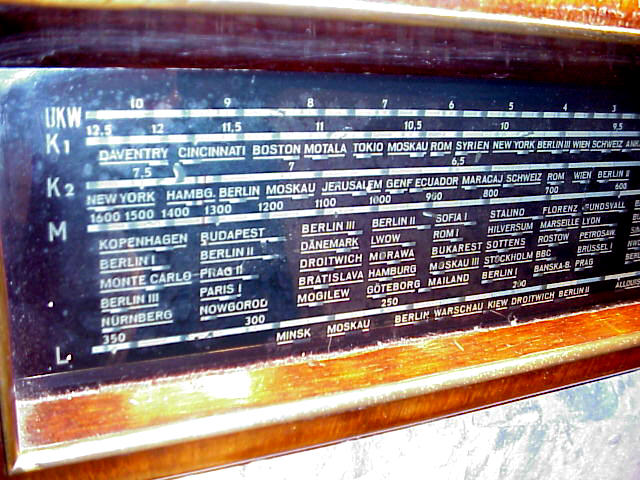 10 9 8 7 6 5 4 3
UKW
12,5 12 11,5 11 10,5 10 9,5
K1 DAVENTRY CINCINNATI BOSTON MOTALA TOKIO MOSKAU ROM SYRIEN NEW YORK BERLIN III WIEN SCHWEIZ
7,5 7 6,5
K2 NEW YORK HAMBG. BERLIN MOSKAU JERUSALEM GENF ECUADOR MARACAJ SCHWEIZ ROM WIEN BERLIN II
1600 1500 1400 1300 1200 1100 1000 900 800 700 600
M
KOPENHAGEN BUDAPEST BERLIN III BERLIN II SOFIA I STALINO FLORENZ SUNDSVALL
BERLIN I BERLIN II DÄNEMARK LWOW ROM I HILVERSUM MARSEILLE LYON
MONTE CARLO PRAG II DROITWICH MORAWA BUKAREST SOTTENS ROSTOW PETROSAW.
BERLIN III PARIS I BRATISLAVA HAMBURG MOSKAU III STOCKHOLM BBC BRÜSSEL I
NÜRNBERG NOWGOROD MOGILEW GÖTEBORG MAILAND BERLIN I BANSKA-B. PRAG
350 300 250 200
L MINSK MOSKAU BERLIN WARSCHAU KIEW DROITWICH BERLIN II